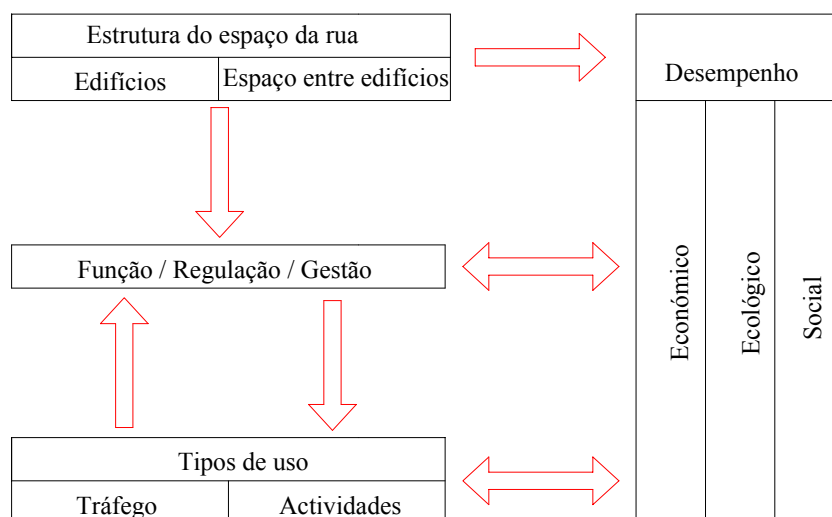 Estrutura do espaço da rua
Edifícios
Espaço entre edifícios
Desempenho
Função / Regulação / Gestão
Económico
Ecológico
Social
Tipos de uso
Tráfego
Actividades